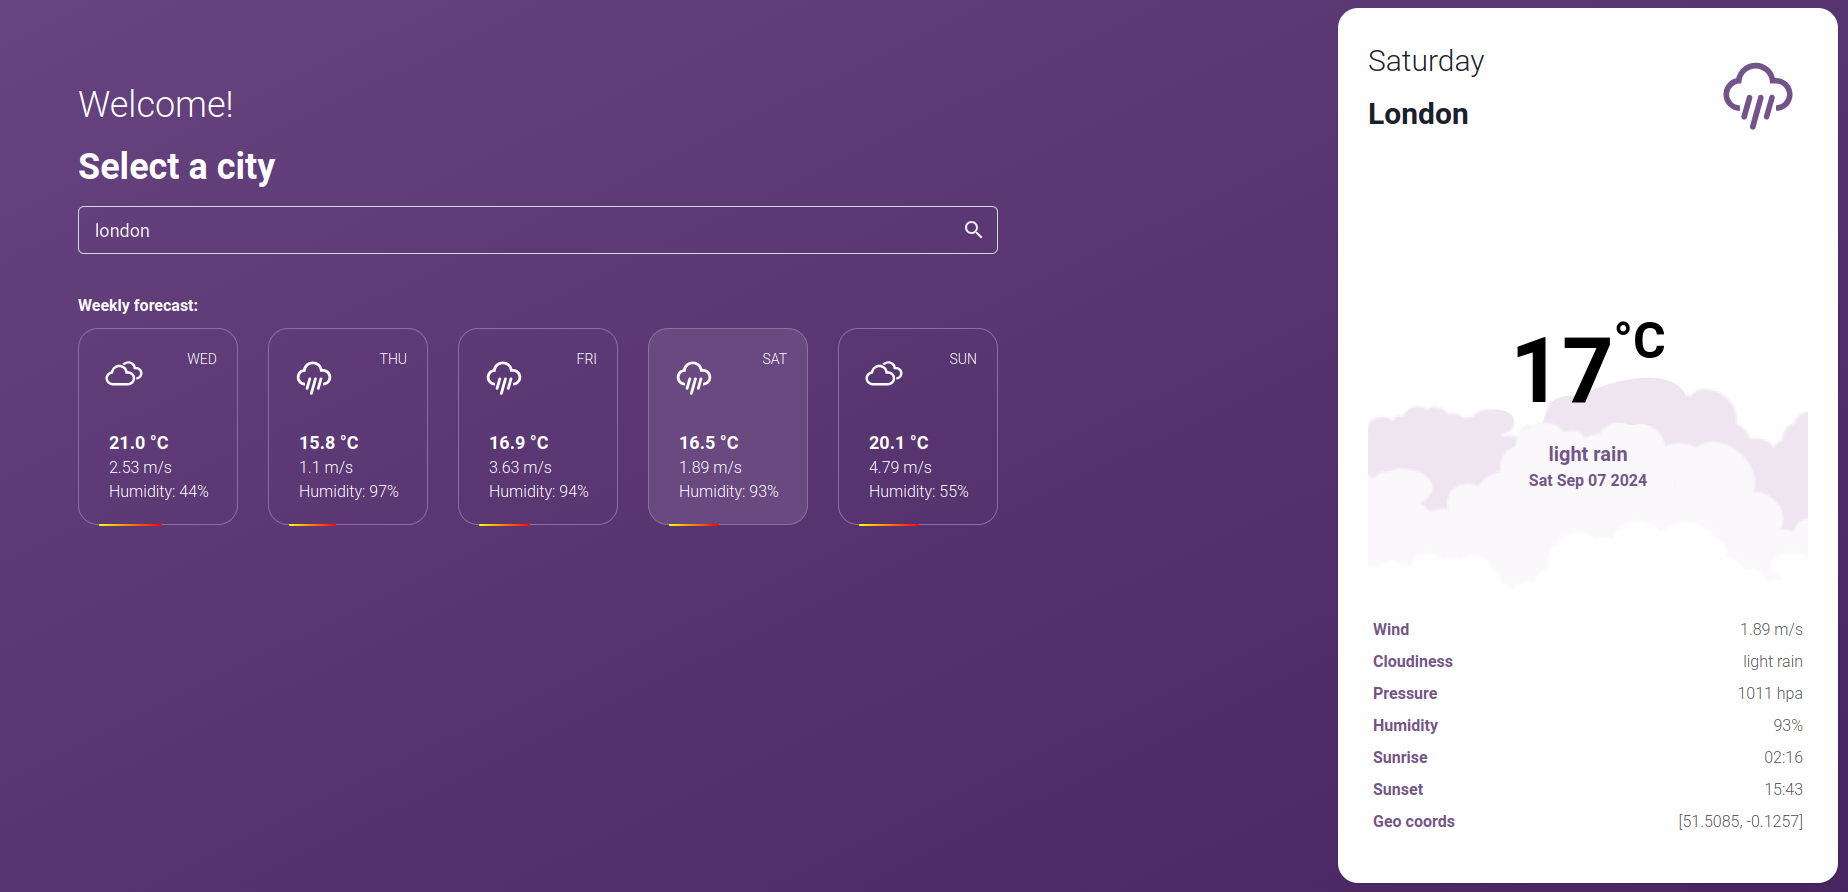 Welcome!
Select a city
london
Weekly forecast:
WED
21.0 °C
2.53 m/s
Humidity: 44%
THU
15.8 °C
1.1 m/s
Humidity: 97%
FRI
16.9 °C
3.63 m/s
Humidity: 94%
SAT
16.5 °C
1.89 m/s
Humidity: 93%
SUN
20.1 °C
4.79 m/s
Humidity: 55%
Saturday
London
17°C
light rain
Sat Sep 07 2024
Wind 1.89 m/s
Cloudiness light rain
Pressure 1011 hpa
Humidity 93%
Sunrise 02:16
Sunset 15:43
Geo coords [51.5085, -0.1257]